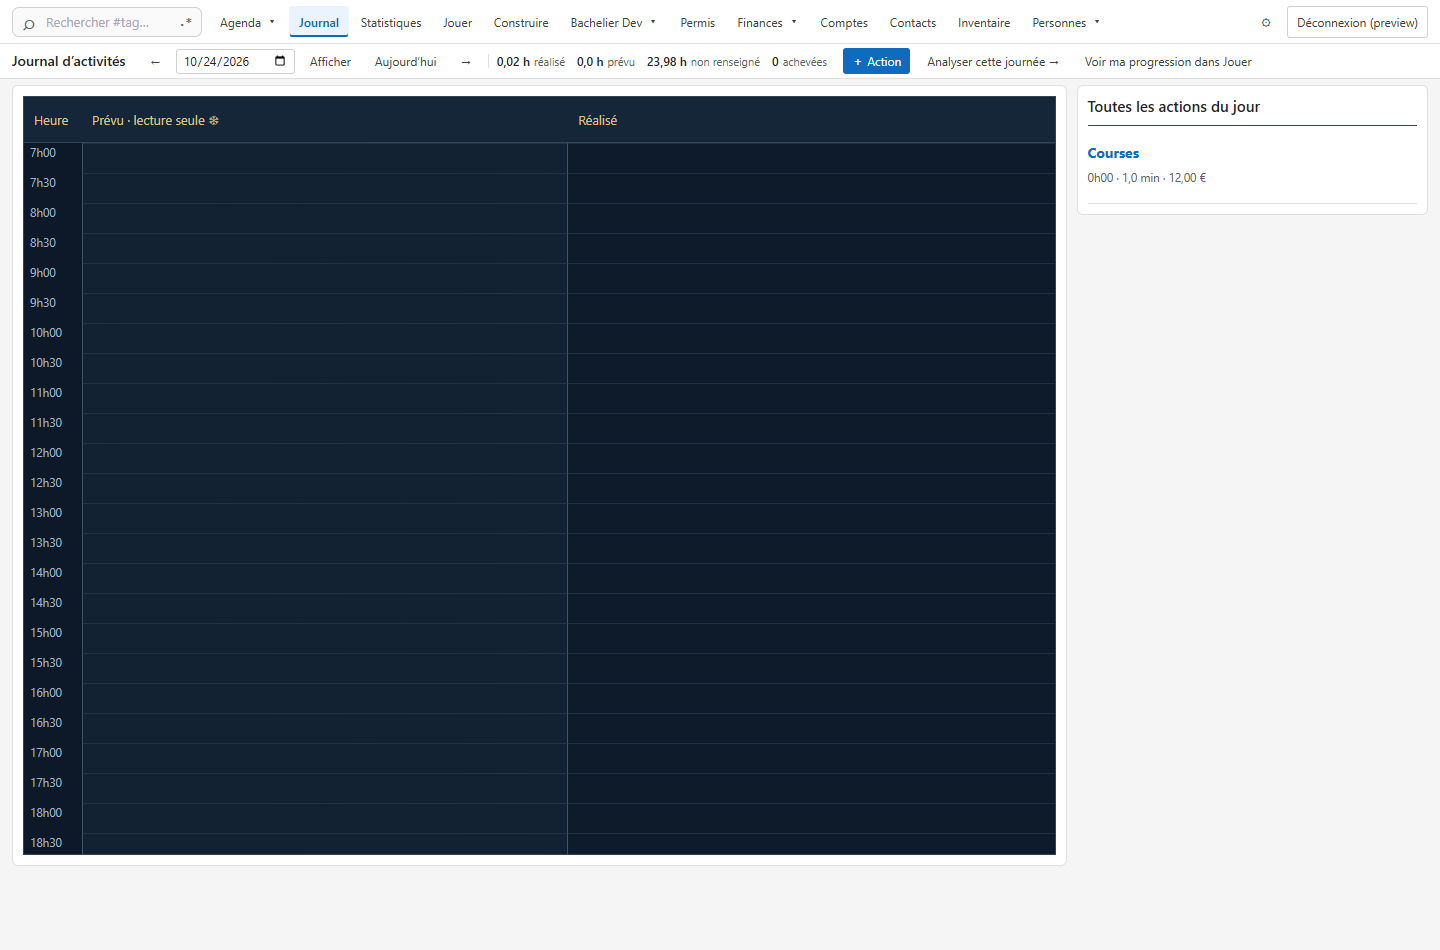 Rechercher #tag... .*
Agenda ▾ Journal Statistiques Jouer Construire Bachelier Dev ▾ Permis Finances ▾ Comptes Contacts Inventaire Personnes ▾ ⚙ Déconnexion (preview)
Journal d’activités ← 10/24/2026 Afficher Aujourd’hui → 0,02 h réalisé 0,0 h prévu 23,98 h non renseigné 0 achevées + Action Analyser cette journée → Voir ma progression dans Jouer
Heure Prévu · lecture seule ❄ Réalisé
7h00
7h30
8h00
8h30
9h00
9h30
10h00
10h30
11h00
11h30
12h00
12h30
13h00
13h30
14h00
14h30
15h00
15h30
16h00
16h30
17h00
17h30
18h00
18h30
Toutes les actions du jour
Courses
0h00 · 1,0 min · 12,00 €